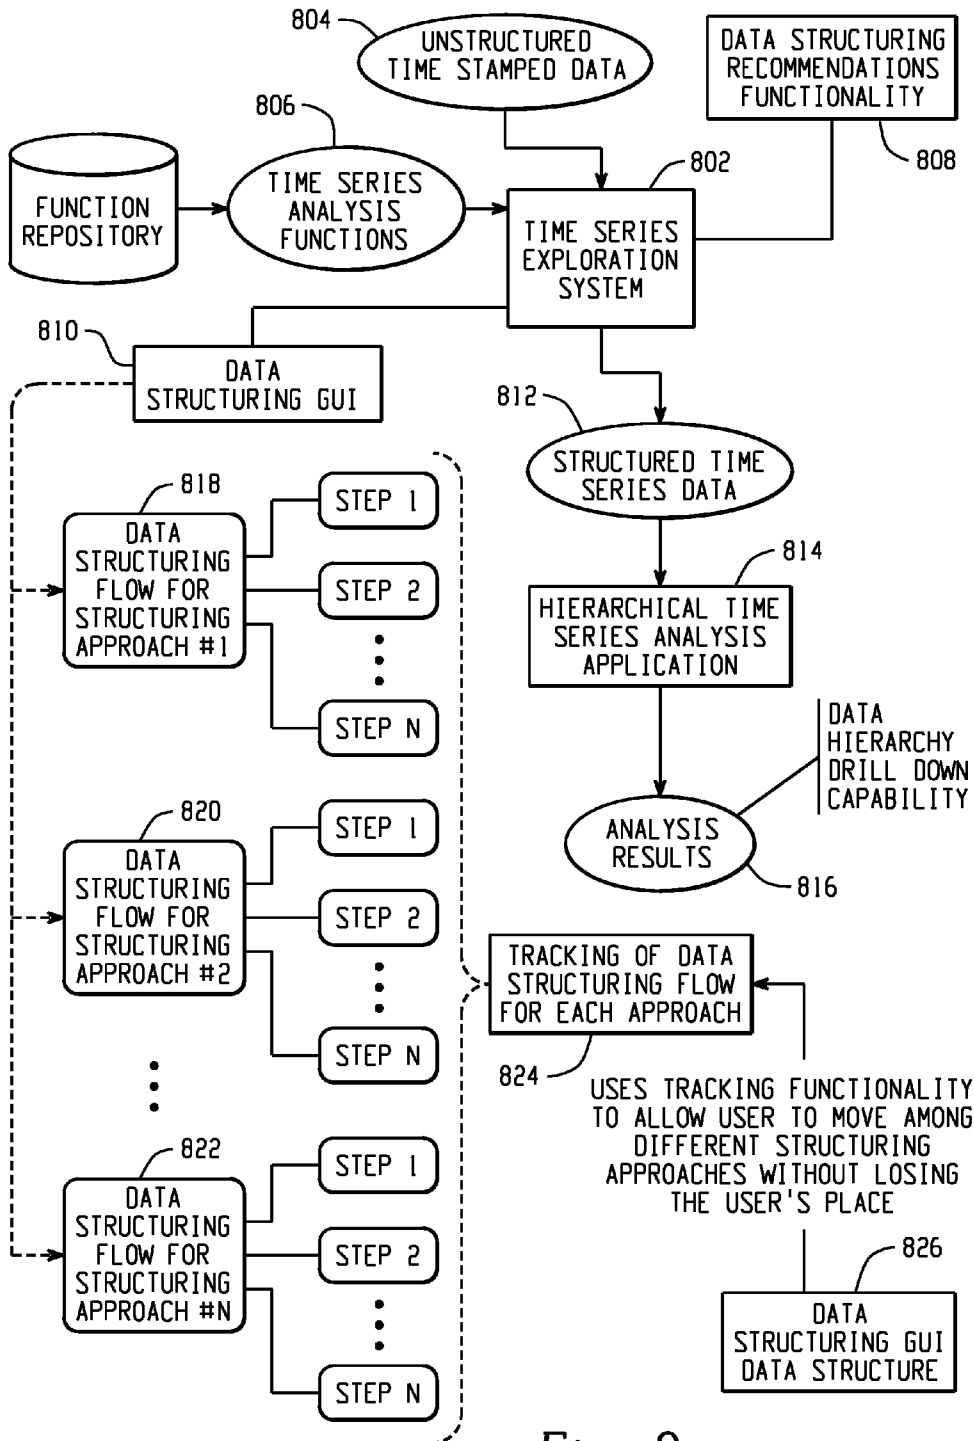 804
UNSTRUCTURED
TIME STAMPED DATA
DATA STRUCTURING
RECOMMENDATIONS
FUNCTIONALITY
808
806
FUNCTION
REPOSITORY
TIME SERIES
ANALYSIS
FUNCTIONS
802
TIME SERIES
EXPLORATION
SYSTEM
810
DATA
STRUCTURING GUI
812
STRUCTURED TIME
SERIES DATA
814
HIERARCHICAL TIME
SERIES ANALYSIS
APPLICATION
DATA
HIERARCHY
DRILL DOWN
CAPABILITY
ANALYSIS
RESULTS
816
818
DATA
STRUCTURING
FLOW FOR
STRUCTURING
APPROACH #1
STEP 1
STEP 2
STEP N
820
DATA
STRUCTURING
FLOW FOR
STRUCTURING
APPROACH #2
STEP 1
STEP 2
STEP N
822
DATA
STRUCTURING
FLOW FOR
STRUCTURING
APPROACH #N
STEP 1
STEP 2
STEP N
TRACKING OF DATA
STRUCTURING FLOW
FOR EACH APPROACH
824
USES TRACKING FUNCTIONALITY
TO ALLOW USER TO MOVE AMONG
DIFFERENT STRUCTURING
APPROACHES WITHOUT LOSING
THE USER'S PLACE
826
DATA
STRUCTURING GUI
DATA STRUCTURE